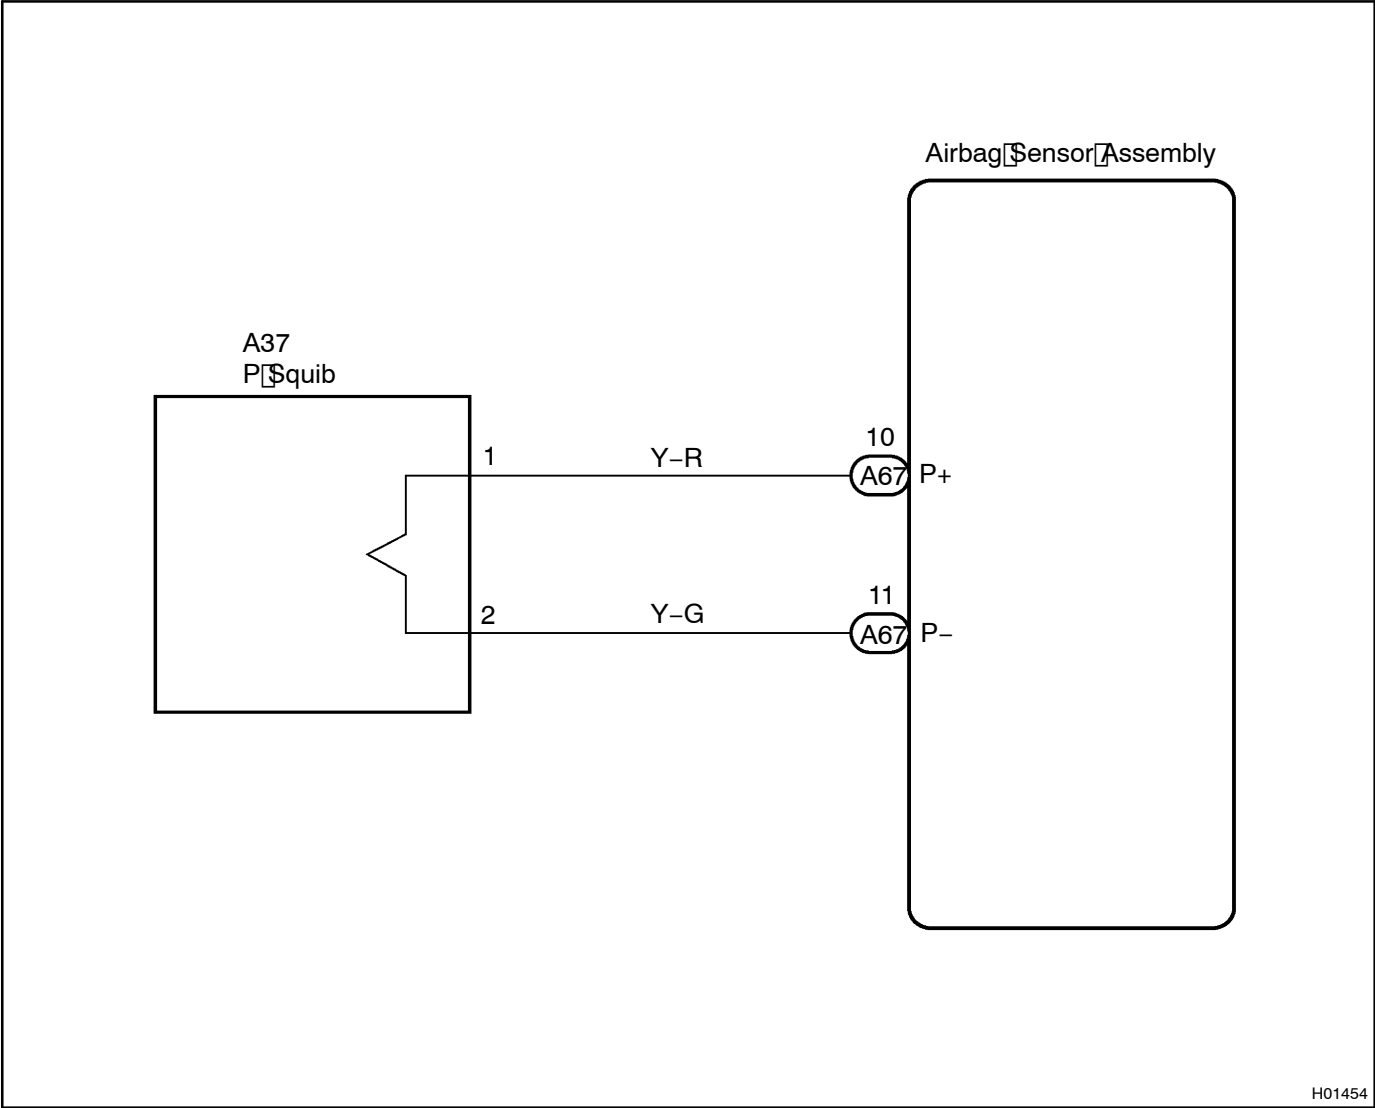 Airbag Sensor Assembly
A37
P Squib
1
Y−R
10
A67
P+
2
Y−G
11
A67
P−
H01454